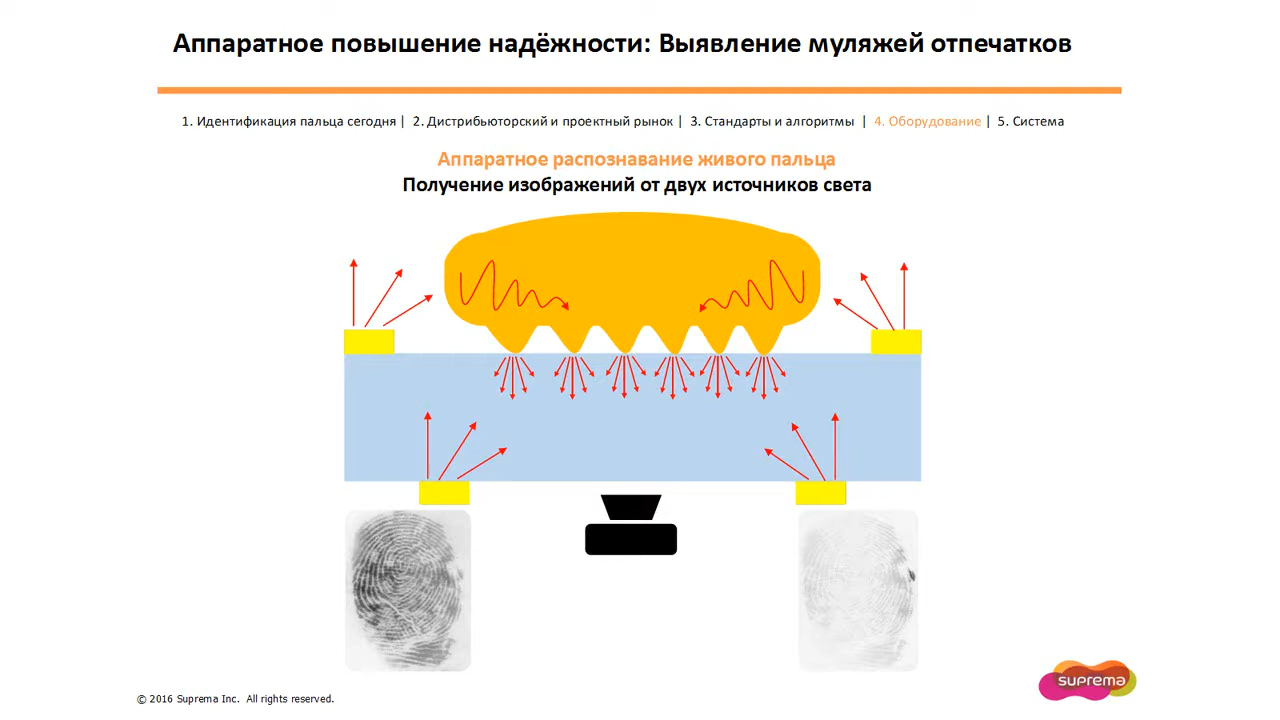 Аппаратное повышение надёжности: Выявление муляжей отпечатков
1. Идентификация пальца сегодня | 2. Дистрибьюторский и проектный рынок | 3. Стандарты и алгоритмы | 4. Оборудование | 5. Система
Аппаратное распознавание живого пальца
Получение изображений от двух источников света
suprema
© 2016 Suprema Inc. All rights reserved.